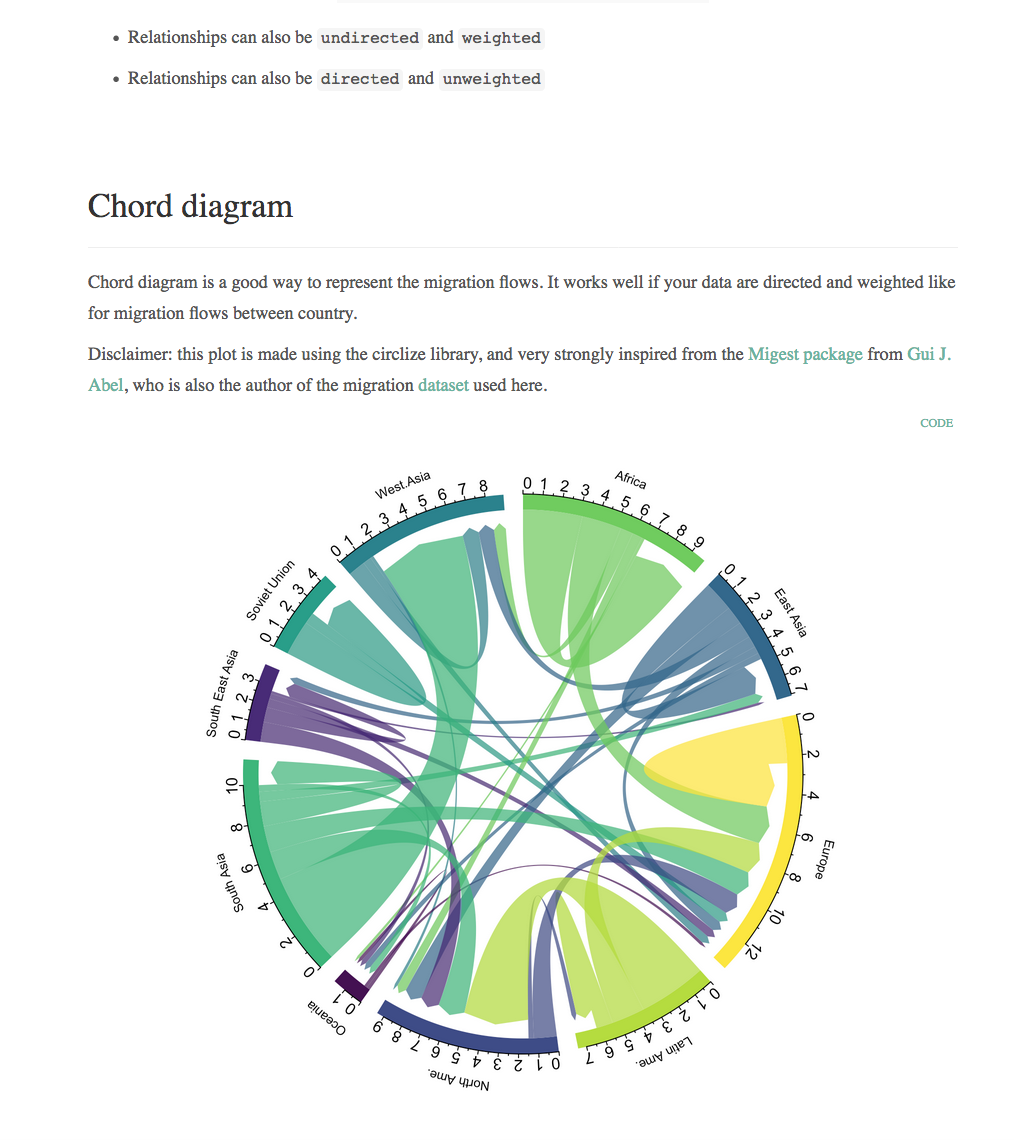 • Relationships can also be undirected and weighted
• Relationships can also be directed and unweighted
Chord diagram
Chord diagram is a good way to represent the migration flows. It works well if your data are directed and weighted like
for migration flows between country.
Disclaimer: this plot is made using the circlize library, and very strongly inspired from the Migest package from Gui J.
Abel, who is also the author of the migration dataset used here.
CODE
Africa
0 1 2 3 4 5 6 7 8 9
East Asia
0 1 2 3 4 5 6 7
Europe
0 2 4 6 8 10 12
Latin Ame.
0 1 2 3 4 5 6 7
North Ame.
0 1 2 3 4 5 6 7 8 9
Oceania
0 1
South Asia
0 2 4 6 8 10
South East Asia
0 1 2 3
Soviet Union
0 1 2 3 4
West.Asia
0 1 2 3 4 5 6 7 8